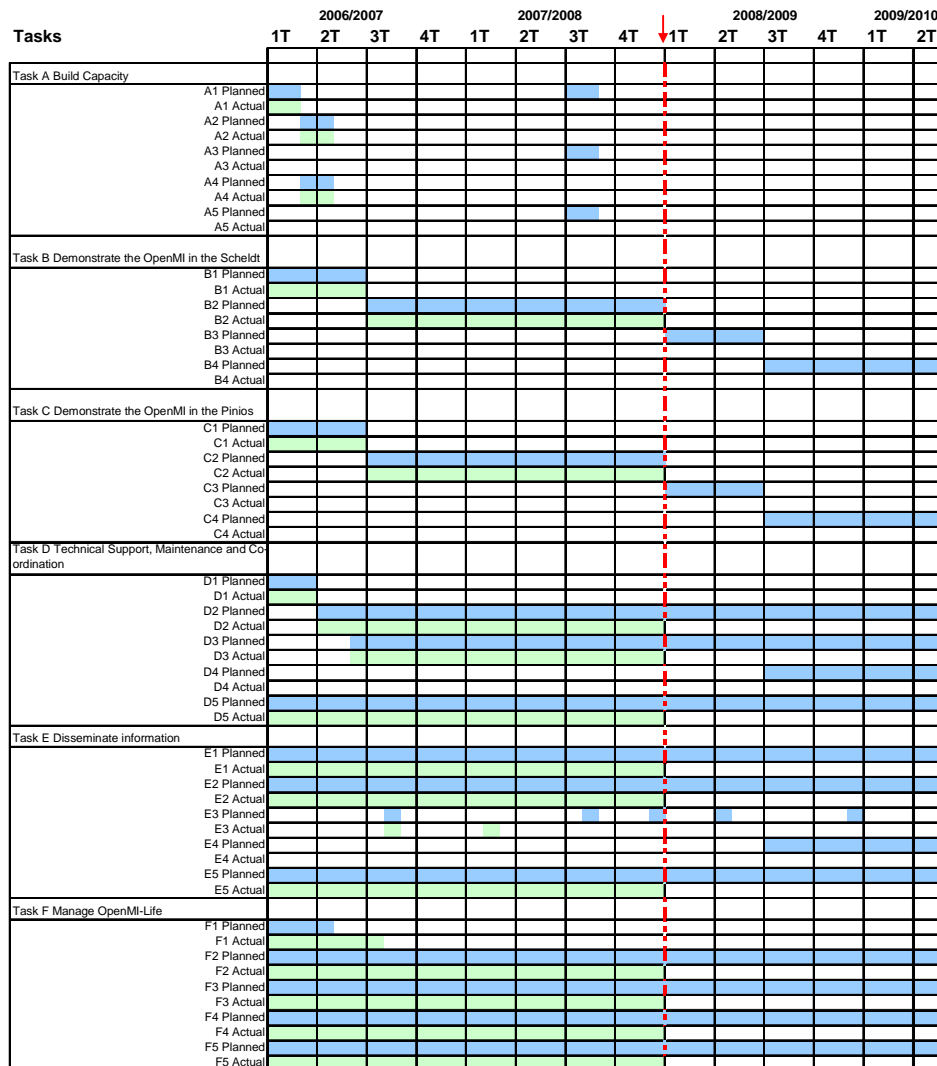 2006/2007 2007/2008 2008/2009 2009/2010
Tasks 1T 2T 3T 4T 1T 2T 3T 4T 1T 2T 3T 4T 1T 2T
Task A Build Capacity
A1 Planned
A1 Actual
A2 Planned
A2 Actual
A3 Planned
A3 Actual
A4 Planned
A4 Actual
A5 Planned
A5 Actual
Task B Demonstrate the OpenMI in the Scheldt
B1 Planned
B1 Actual
B2 Planned
B2 Actual
B3 Planned
B3 Actual
B4 Planned
B4 Actual
Task C Demonstrate the OpenMI in the Pinios
C1 Planned
C1 Actual
C2 Planned
C2 Actual
C3 Planned
C3 Actual
C4 Planned
C4 Actual
Task D Technical Support, Maintenance and Co-
ordination
D1 Planned
D1 Actual
D2 Planned
D2 Actual
D3 Planned
D3 Actual
D4 Planned
D4 Actual
D5 Planned
D5 Actual
Task E Disseminate information
E1 Planned
E1 Actual
E2 Planned
E2 Actual
E3 Planned
E3 Actual
E4 Planned
E4 Actual
E5 Planned
E5 Actual
Task F Manage OpenMI-Life
F1 Planned
F1 Actual
F2 Planned
F2 Actual
F3 Planned
F3 Actual
F4 Planned
F4 Actual
F5 Planned
F5 Actual